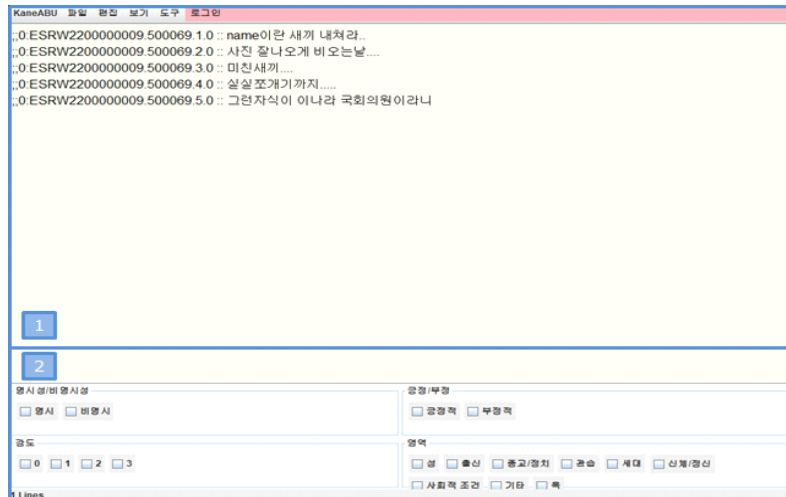 KaneABU 파일 편집 보기 도구 로그인
;;0:ESRW2200000009.500069.1.0 :: name이란 새끼 내쳐라..
;;0:ESRW2200000009.500069.2.0 :: 사진 잘나오게 비오는날....
;;0:ESRW2200000009.500069.3.0 :: 미친새끼....
;;0:ESRW2200000009.500069.4.0 :: 실실쪼개기까지.....
;;0:ESRW2200000009.500069.5.0 :: 그런자식이 이나라 국회의원이라니
1
2
명시성/비명시성 긍정/부정
명시 비명시 긍정적 부정적
강도 영역
0 1 2 3 성 출신 종교/정치 관습 세대 신체/정신
사회적 조건 기타 욕
1 Lines